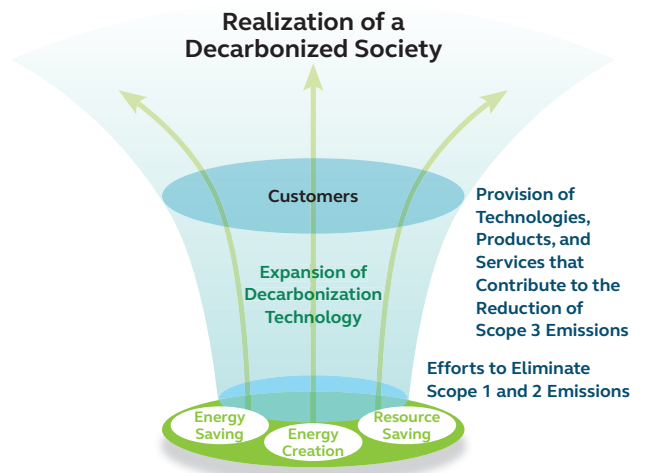 Realization of a
Decarbonized Society
Customers
Provision of
Technologies,
Products, and
Services that
Contribute to the
Reduction of
Scope 3 Emissions
Expansion of
Decarbonization
Technology
Efforts to Eliminate
Scope 1 and 2 Emissions
Energy
Saving
Energy
Creation
Resource
Saving